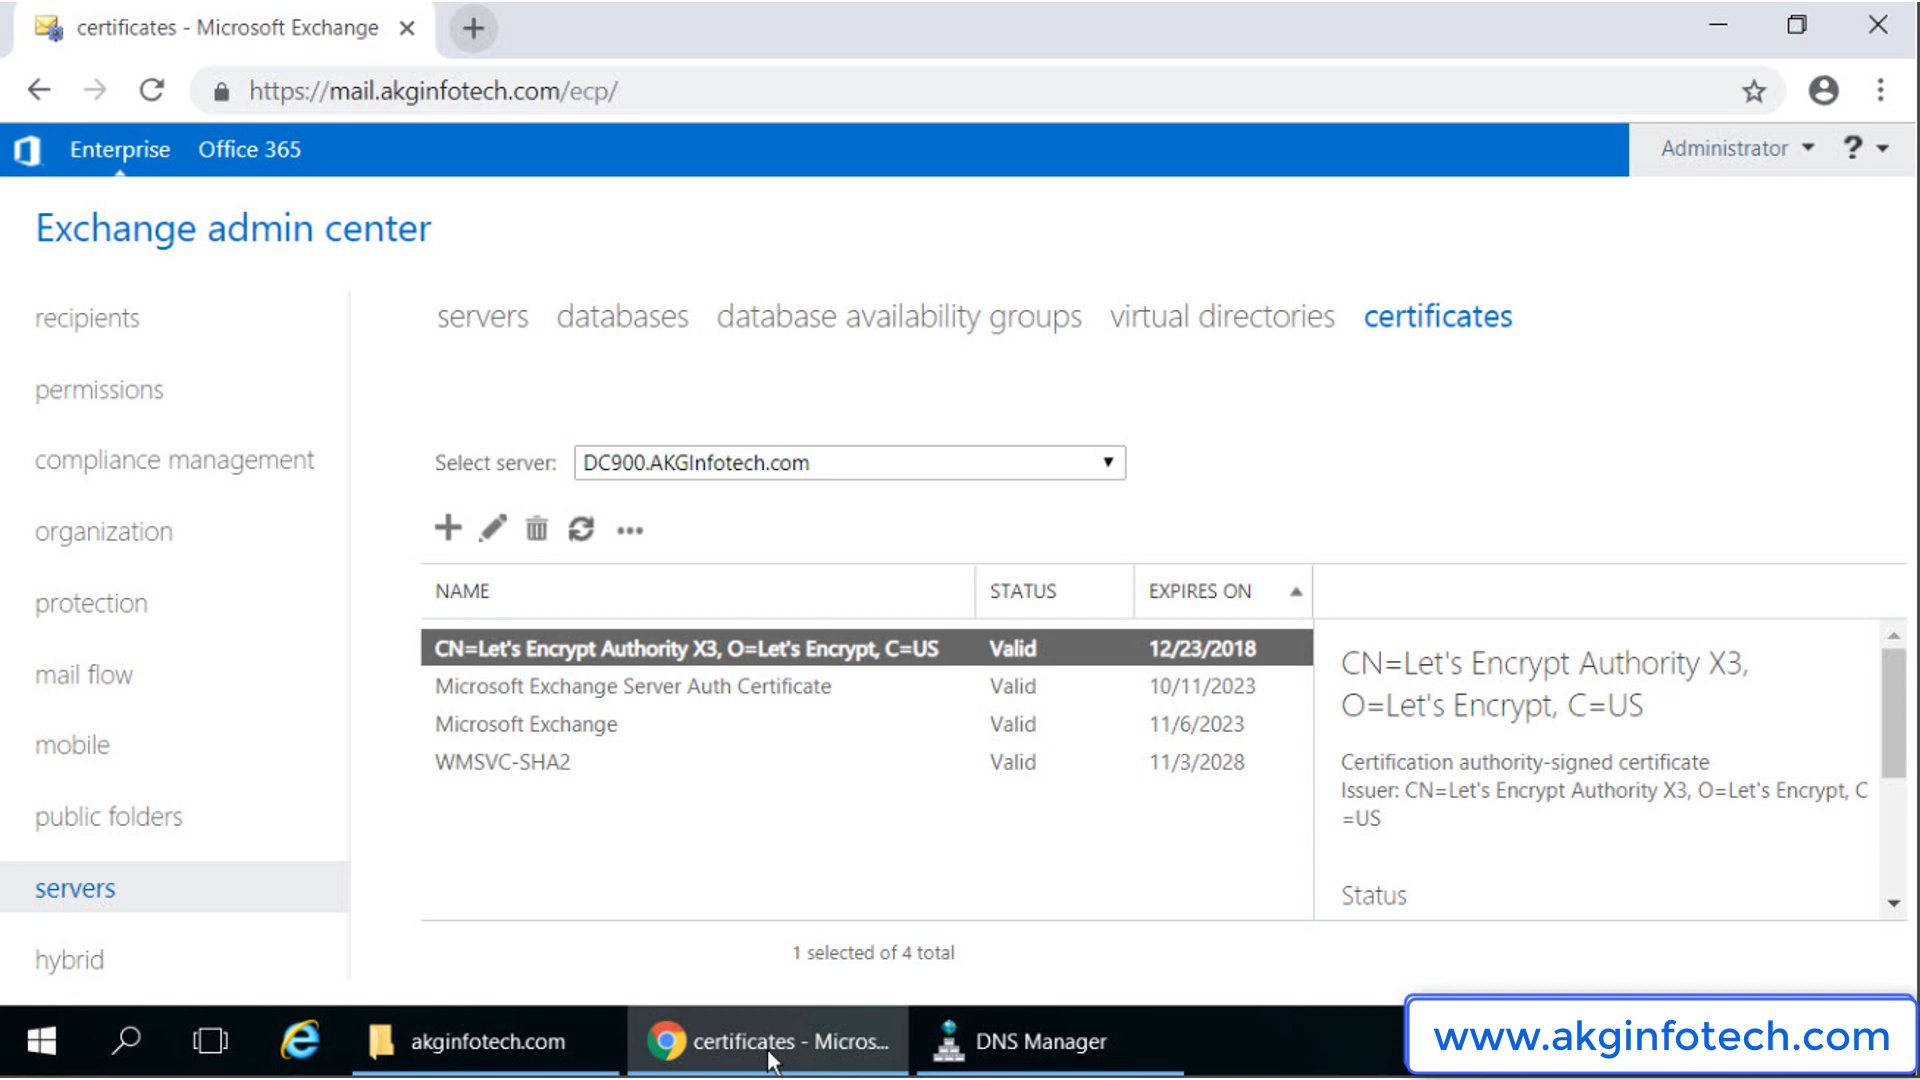 certificates - Microsoft Exchange
https://mail.akginfotech.com/ecp/
Enterprise Office 365 Administrator ?
Exchange admin center
recipients
permissions
compliance management
organization
protection
mail flow
mobile
public folders
servers
hybrid
servers databases database availability groups virtual directories certificates
Select server: DC900.AKGInfotech.com
NAME STATUS EXPIRES ON
CN=Let's Encrypt Authority X3, O=Let's Encrypt, C=US Valid 12/23/2018
Microsoft Exchange Server Auth Certificate Valid 10/11/2023
Microsoft Exchange Valid 11/6/2023
WMSVC-SHA2 Valid 11/3/2028
CN=Let's Encrypt Authority X3,
O=Let's Encrypt, C=US
Certification authority-signed certificate
Issuer: CN=Let's Encrypt Authority X3, O=Let's Encrypt, C
=US
Status
1 selected of 4 total
akginfotech.com certificates - Micros... DNS Manager
www.akginfotech.com